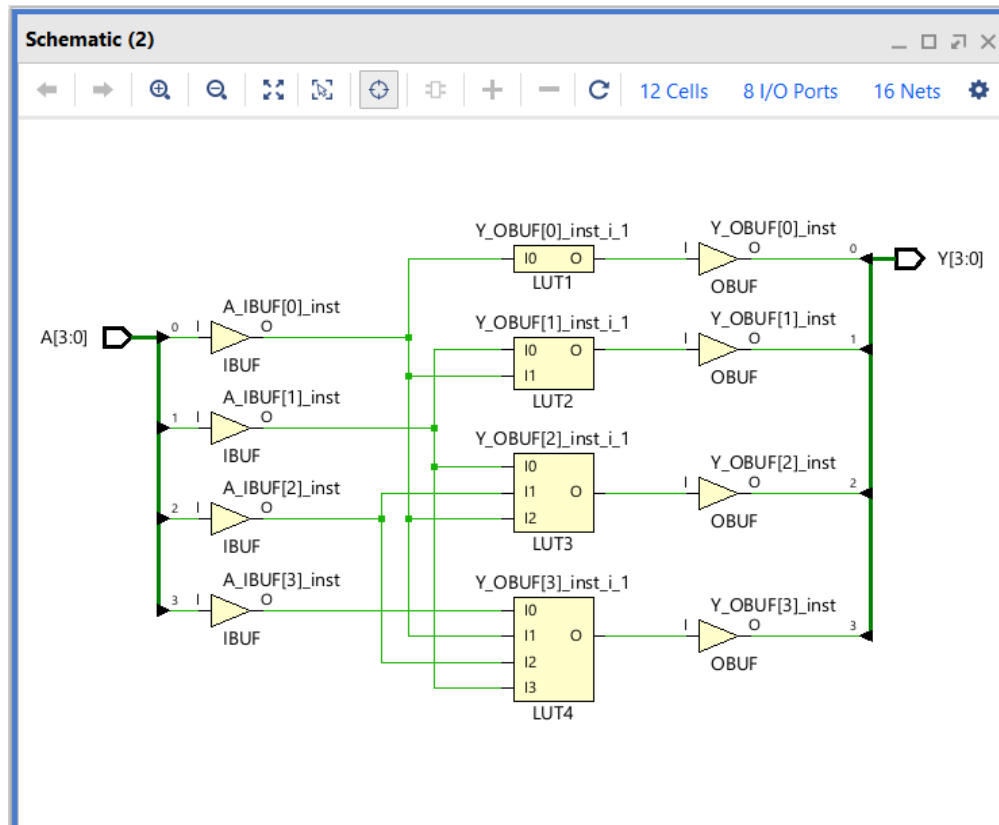 Schematic (2)
12 Cells 8 I/O Ports 16 Nets
Y_OBUF[0]_inst_i_1 Y_OBUF[0]_inst
I0 O I O 0 Y[3:0]
LUT1 OBUF
A_IBUF[0]_inst Y_OBUF[1]_inst_i_1 Y_OBUF[1]_inst
A[3:0] 0 I O I0 O I O 1
IBUF I1 OBUF
LUT2
A_IBUF[1]_inst
1 I O
IBUF
Y_OBUF[2]_inst_i_1 Y_OBUF[2]_inst
I0
A_IBUF[2]_inst I1 O I O 2
2 I O I2 OBUF
IBUF LUT3
A_IBUF[3]_inst Y_OBUF[3]_inst_i_1 Y_OBUF[3]_inst
3 I O I0
IBUF I1 O I O 3
I2 OBUF
I3
LUT4